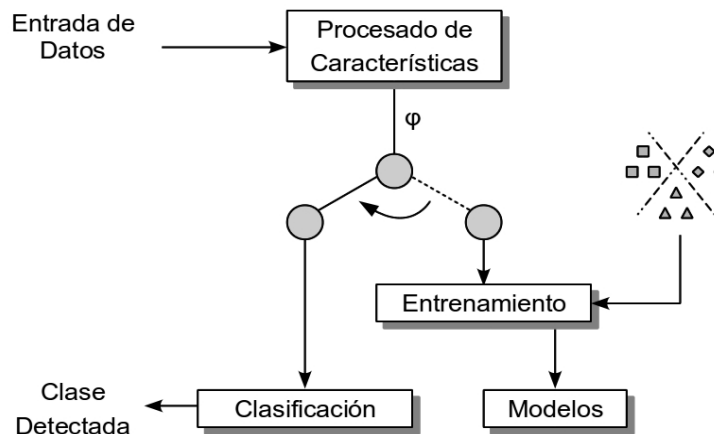 Entrada de
Datos
Procesado de
Características
φ
Entrenamiento
Clase
Detectada
Clasificación
Modelos